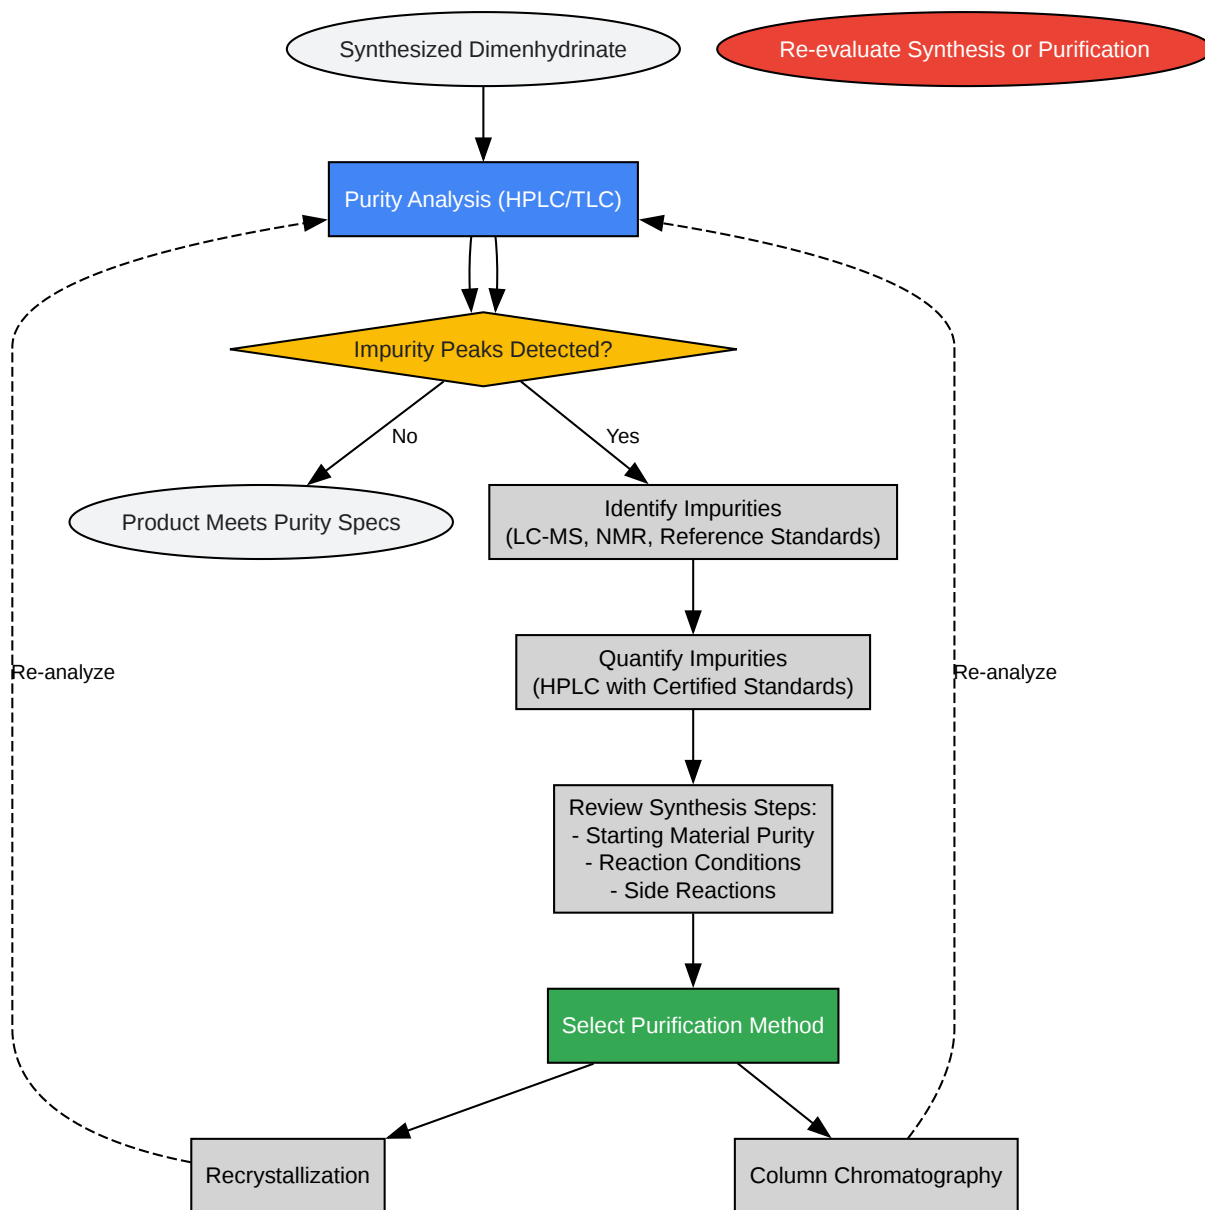 Synthesized Dimenhydrinate
Re-evaluate Synthesis or Purification
Purity Analysis (HPLC/TLC)
Impurity Peaks Detected?
No
Yes
Product Meets Purity Specs
Identify Impurities
(LC-MS, NMR, Reference Standards)
Quantify Impurities
(HPLC with Certified Standards)
Re-analyze
Re-analyze
Review Synthesis Steps:
- Starting Material Purity
- Reaction Conditions
- Side Reactions
Select Purification Method
Recrystallization
Column Chromatography